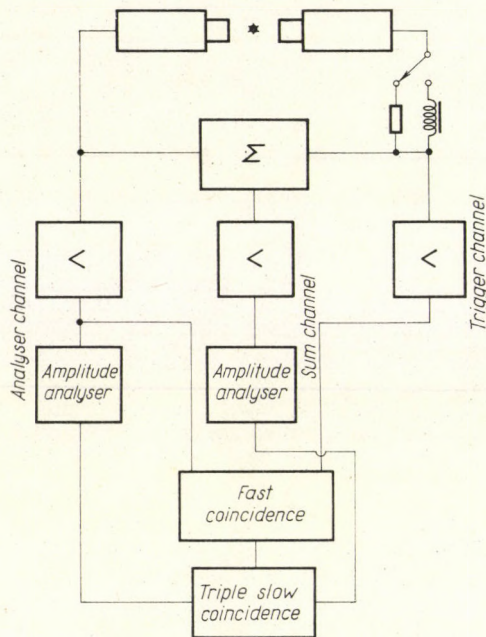 Σ
<
<
<
Analyser channel
Sum channel
Trigger channel
Amplitude
analyser
Amplitude
analyser
Fast
coincidence
Triple slow
coincidence